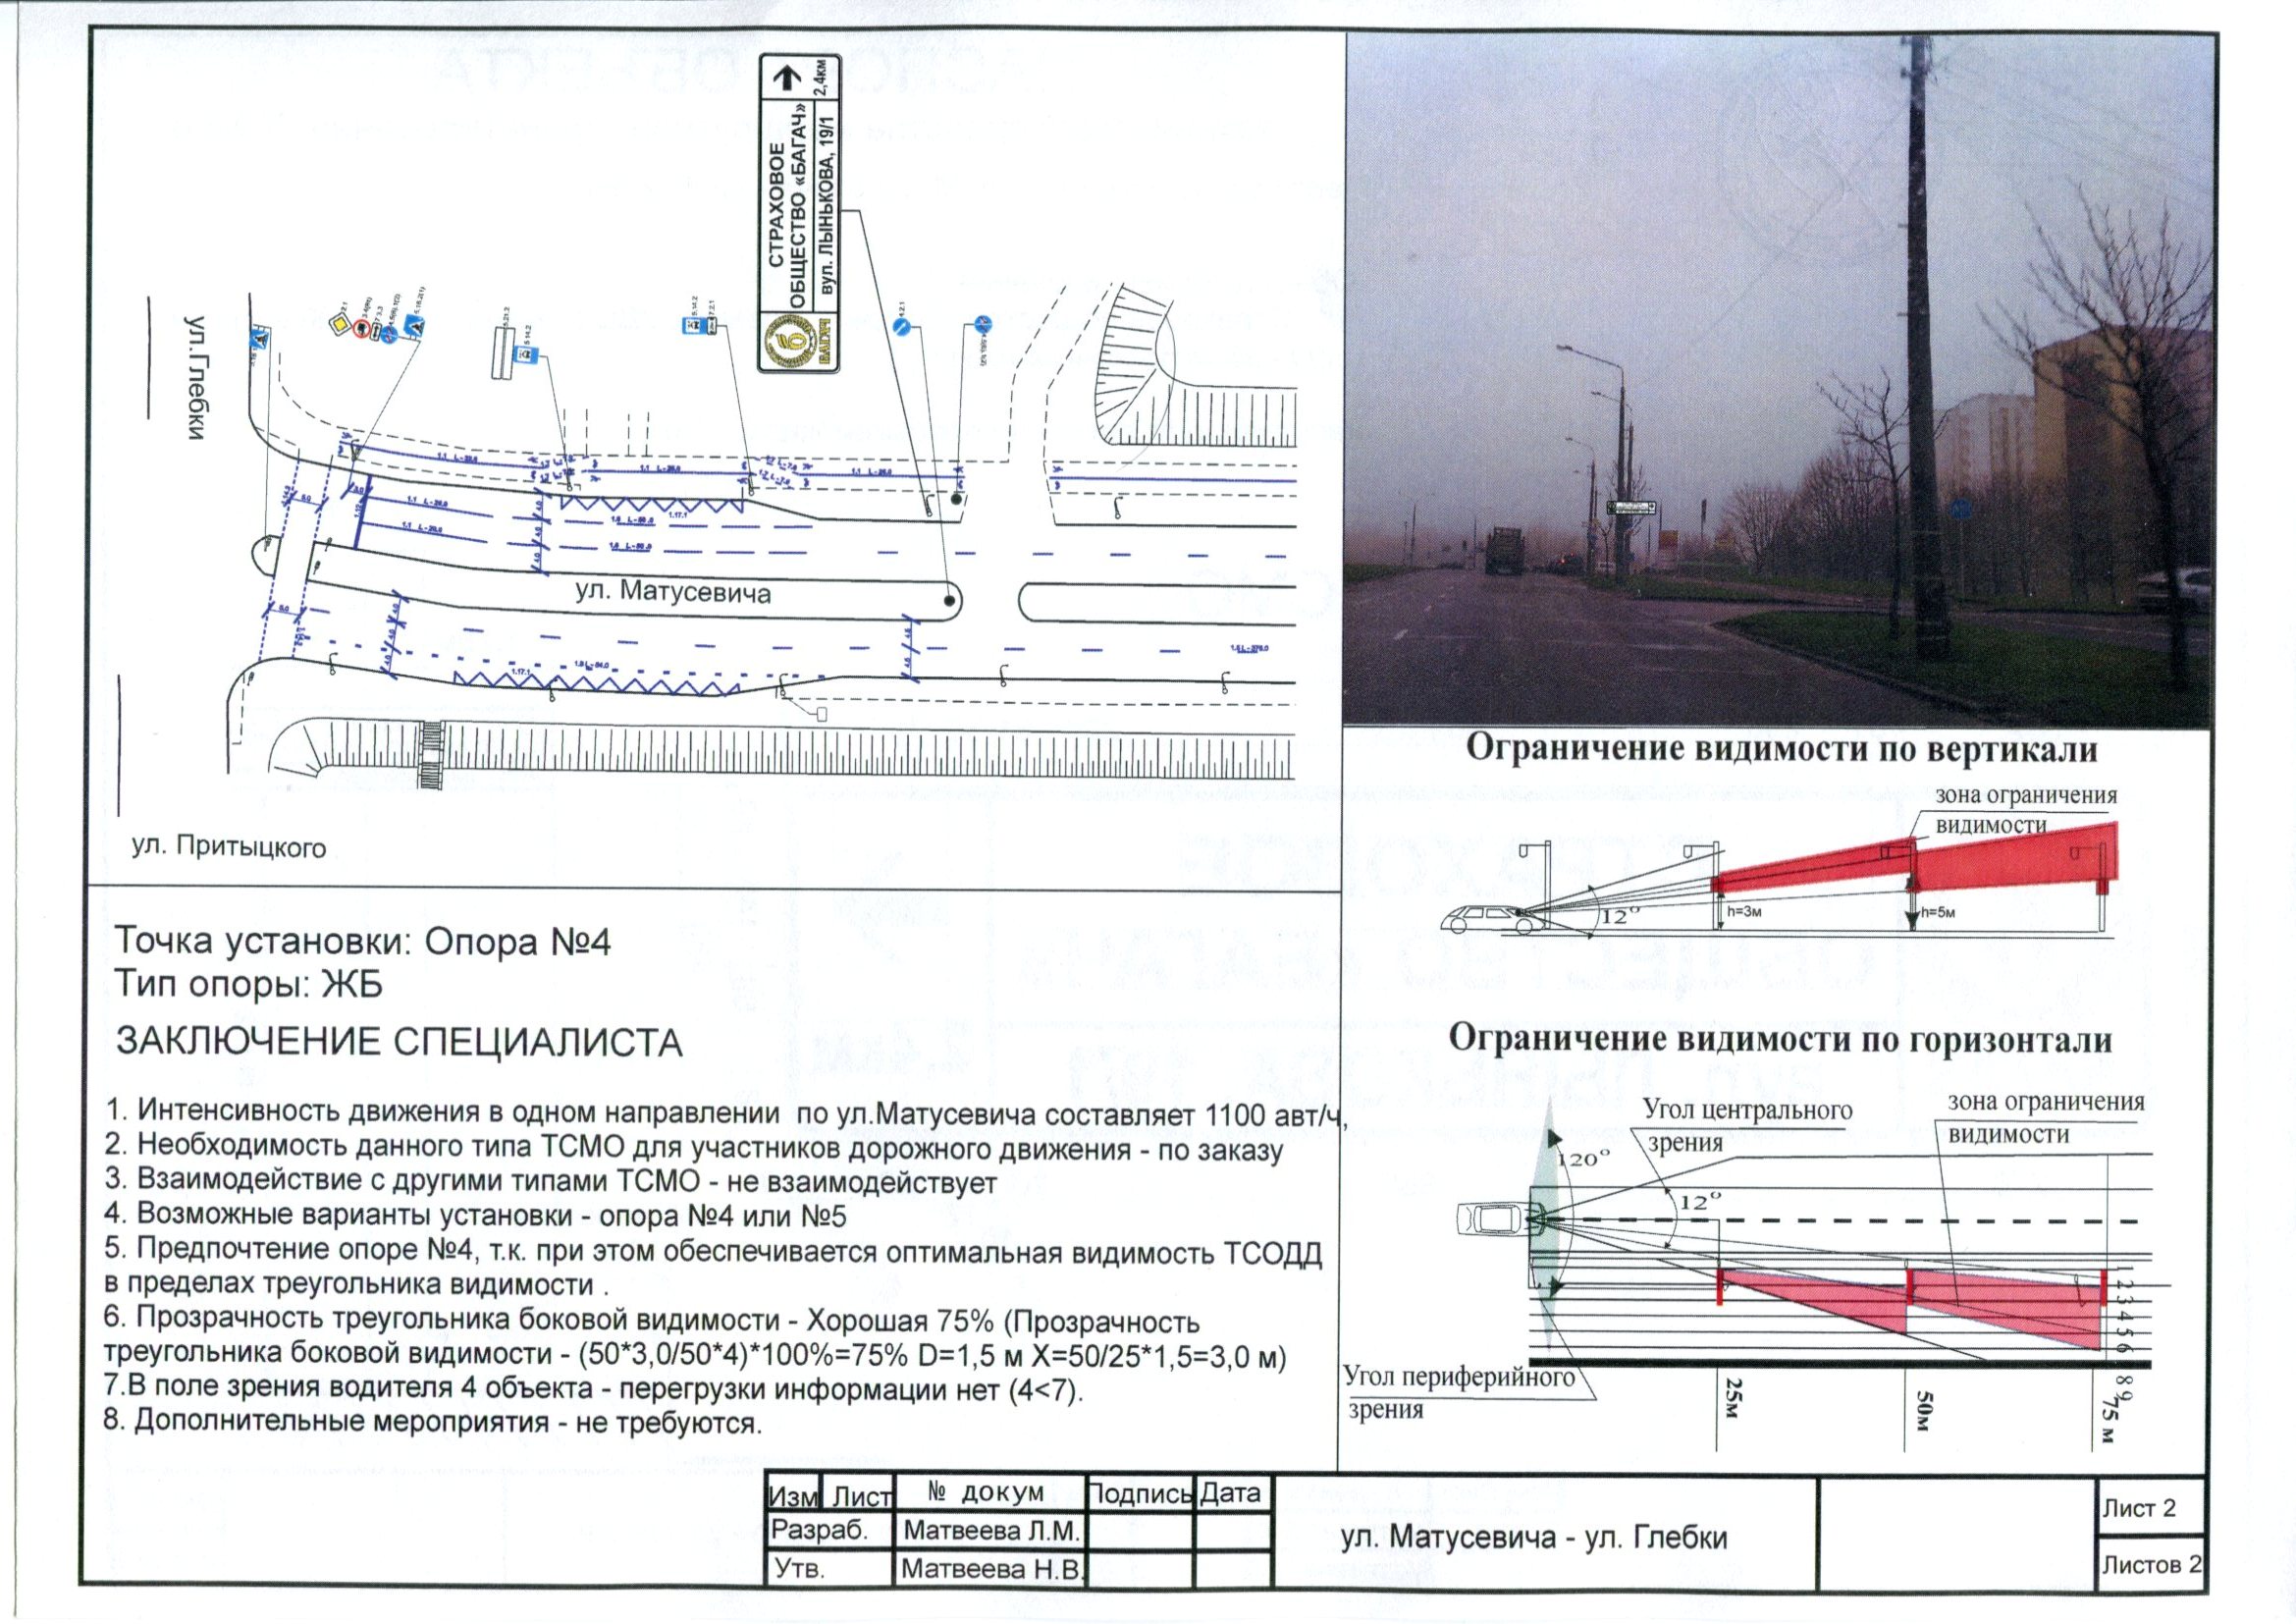 СТРАХОВОЕ
ОБЩЕСТВО «БАГАЧ»
вул. ЛЫНЬКОВА, 19/1
2,4км
БАГАЧ
ул.Глебки
ул. Матусевича
ул. Притыцкого
Точка установки: Опора №4
Тип опоры: ЖБ
ЗАКЛЮЧЕНИЕ СПЕЦИАЛИСТА
1. Интенсивность движения в одном направлении по ул.Матусевича составляет 1100 авт/ч,
2. Необходимость данного типа ТСМО для участников дорожного движения - по заказу
3. Взаимодействие с другими типами ТСМО - не взаимодействует
4. Возможные варианты установки - опора №4 или №5
5. Предпочтение опоре №4, т.к. при этом обеспечивается оптимальная видимость ТСОДД
в пределах треугольника видимости .
6. Прозрачность треугольника боковой видимости - Хорошая 75% (Прозрачность
треугольника боковой видимости - (50*3,0/50*4)*100%=75% D=1,5 м X=50/25*1,5=3,0 м)
7.В поле зрения водителя 4 объекта - перегрузки информации нет (4<7).
8. Дополнительные мероприятия - не требуются.
Ограничение видимости по вертикали
зона ограничения
видимости
12°
h=3м
h=5м
Ограничение видимости по горизонтали
Угол центрального
зрения
зона ограничения
видимости
120°
12°
1 2 3 4 5 6
8 9
Угол периферийного
зрения
25м
50м
75 м
Изм Лист № докум Подпись Дата
Разраб. Матвеева Л.М.
Утв. Матвеева Н.В.
ул. Матусевича - ул. Глебки
Лист 2
Листов 2